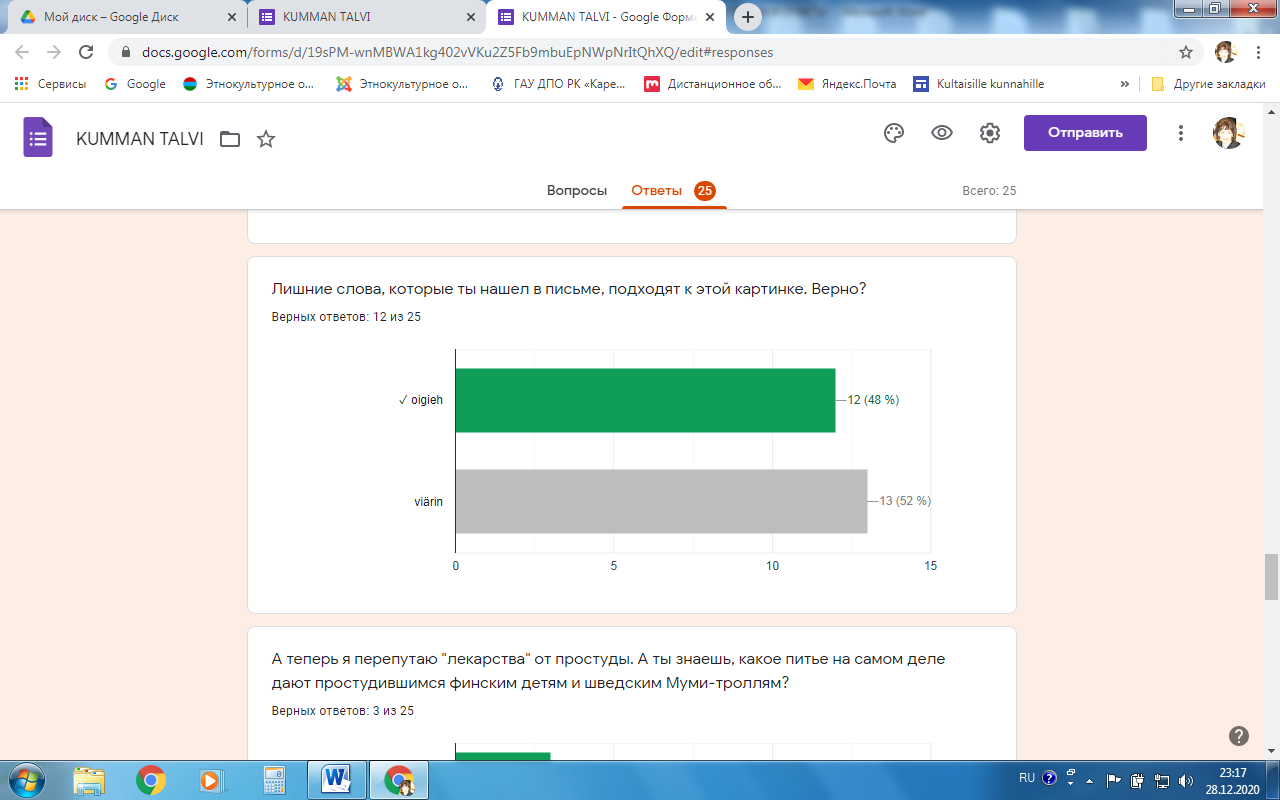 Мой диск – Google Диск
KUMMAN TALVI
KUMMAN TALVI - Google Форм
docs.google.com/forms/d/19sPM-wnMBWA1kg402vVKu2Z5Fb9mbuEpNWpNrItQhXQ/edit#responses
Сервисы
Google
Этнокультурное о...
Этнокультурное о...
ГАУ ДПО РК «Каре...
Дистанционное об...
Яндекс.Почта
Kultaisille kunnahille
»
Другие закладки
KUMMAN TALVI
Отправить
Вопросы
Ответы 25
Всего: 25
Лишние слова, которые ты нашел в письме, подходят к этой картинке. Верно?
Верных ответов: 12 из 25
✓ oigieh
12 (48 %)
viärin
13 (52 %)
0 5 10 15
А теперь я перепутаю "лекарства" от простуды. А ты знаешь, какое питье на самом деле
дают простудившимся финским детям и шведским Муми-троллям?
Верных ответов: 3 из 25
RU
23:17
28.12.2020